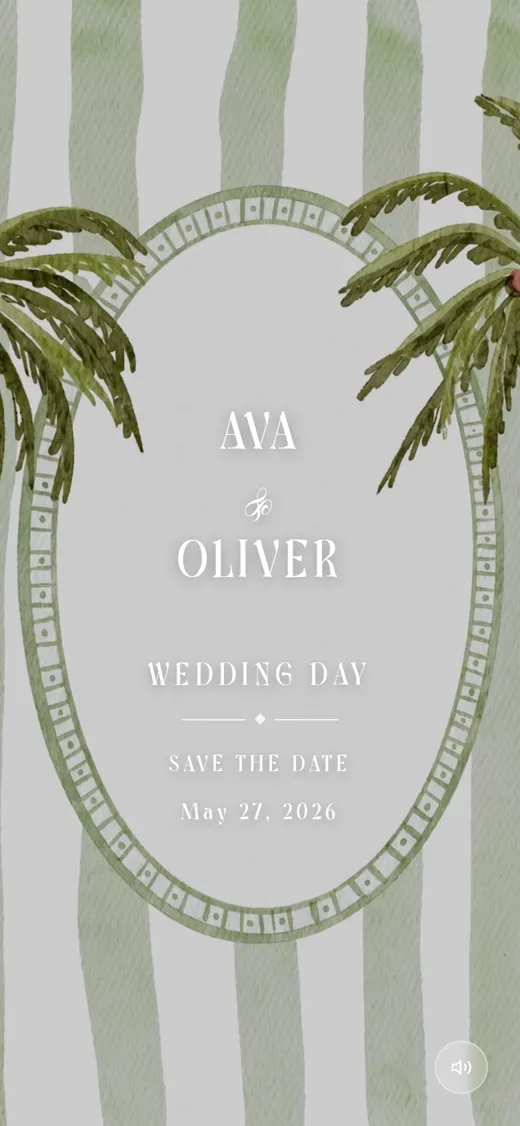 AVA
&
OLIVER
WEDDING DAY
SAVE THE DATE
May 27, 2026